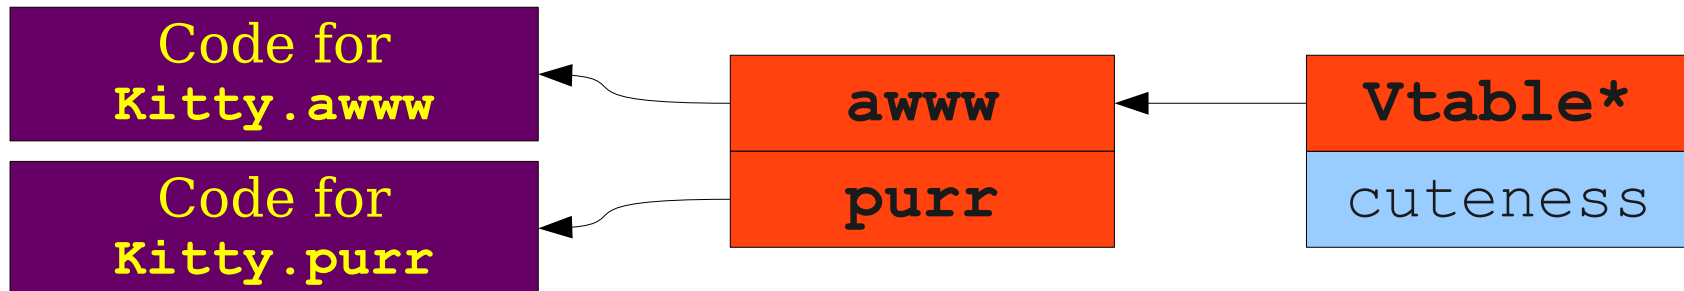 Code for
Kitty.awww
Code for
Kitty.purr
awww
purr
Vtable*
cuteness